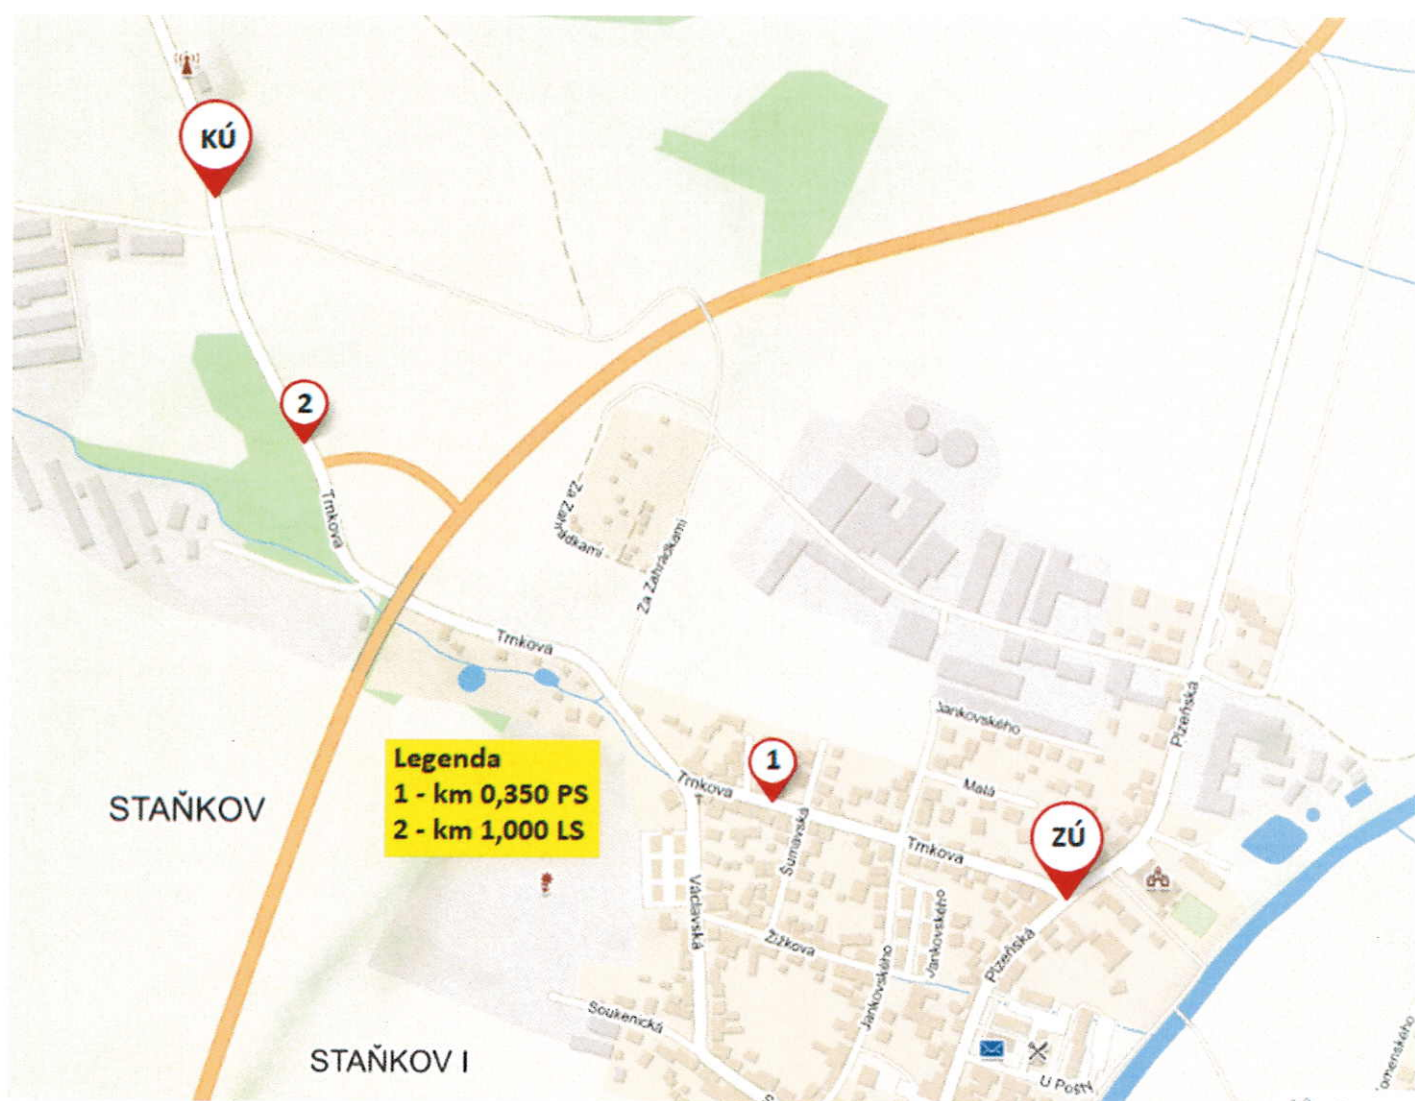 KÚ
2
Trnkova
Za Zahrádkami
Za Zahrádkami
Trnkova
Plzeňská
Jankovského
Legenda
1 - km 0,350 PS
2 - km 1,000 LS
1
Trnkova
Malá
STAŇKOV
ZÚ
Šumavská
Trnkova
Václavská
Jankovského
Žižkova
Plzeňská
Jankovského
Soukenická
STAŇKOV I
U Pošty